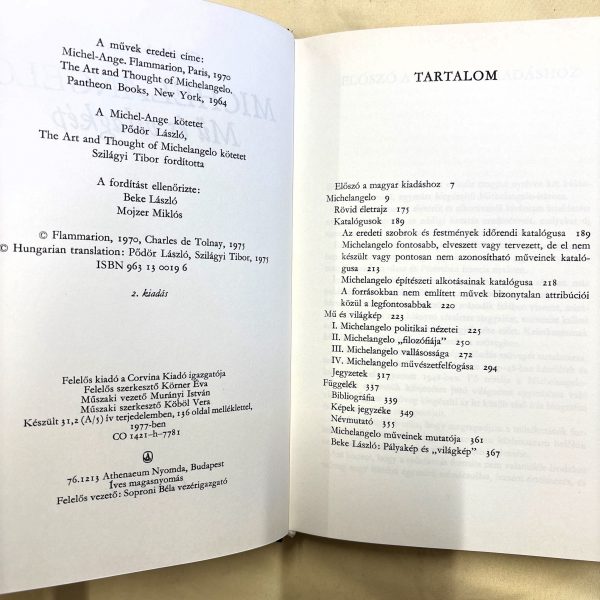 A művek eredeti címe:
Michel-Ange. Flammarion, Paris, 1970
The Art and Thought of Michelangelo.
Pantheon Books, New York, 1964
A Michel-Ange kötetet
Pődör László,
The Art and Thought of Michelangelo kötetet
Szilágyi Tibor fordította
A fordítást ellenőrizte:
Beke László
Mojzer Miklós
© Flammarion, 1970, Charles de Tolnay, 1975
© Hungarian translation: Pődör László, Szilágyi Tibor, 1975
ISBN 963 13 0019 6
2. kiadás
Felelős kiadó a Corvina Kiadó igazgatója
Felelős szerkesztő Körner Éva
Műszaki vezető Murányi István
Műszaki szerkesztő Köböl Vera
Készült 31,2 (A/5) ív terjedelemben, 136 oldal melléklettel,
1977-ben
CO 1421-h-7781
76.1213 Athenaeum Nyomda, Budapest
Íves magasnyomás
Felelős vezető: Soproni Béla vezérigazgató
TARTALOM
Előszó a magyar kiadáshoz 7
Michelangelo 9
Rövid életrajz 175
Katalógusok 189
Az eredeti szobrok és festmények időrendi katalógusa 189
Michelangelo fontosabb, elveszett vagy tervezett, de el nem
készült vagy pontosan nem azonosítható műveinek kataló-
gusa 213
Michelangelo építészeti alkotásainak katalógusa 218
A forrásokban nem említett művek bizonytalan attribúciói
közül a legfontosabbak 220
Mű és világkép 223
I. Michelangelo politikai nézetei 225
II. Michelangelo „filozófiája” 250
III. Michelangelo vallásossága 272
IV. Michelangelo művészetfelfogása 294
Jegyzetek 317
Függelék 337
Bibliográfia 339
Képek jegyzéke 349
Névmutató 355
Michelangelo műveinek mutatója 361
Beke László: Pályakép és „világkép” 367